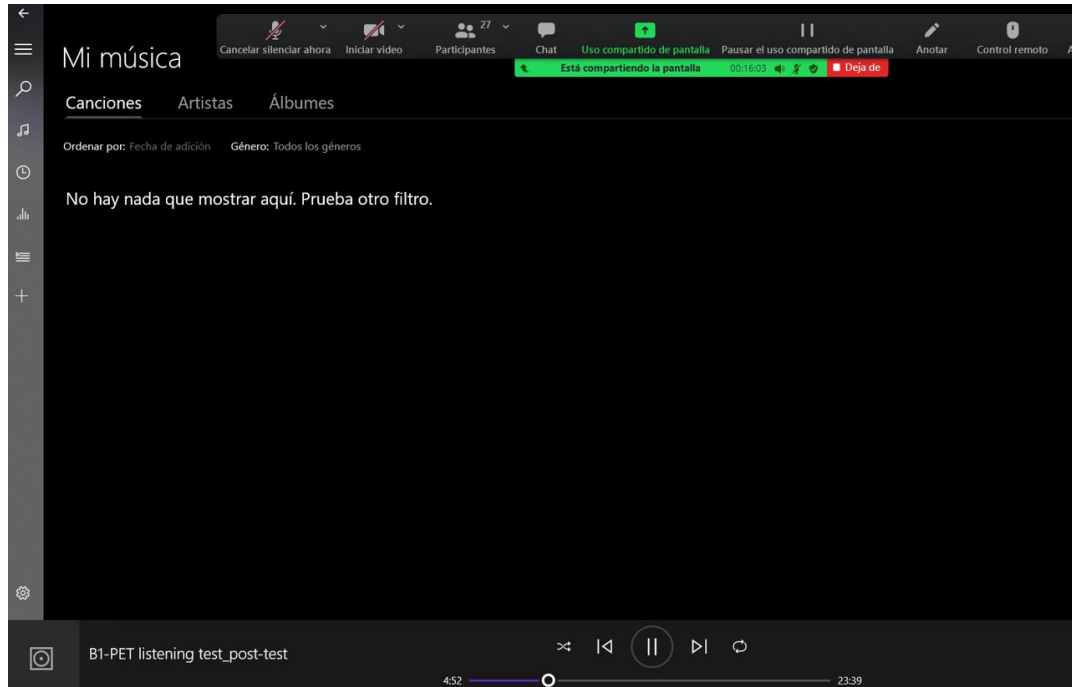 27
Cancelar silenciar ahora Iniciar video Participantes Chat Uso compartido de pantalla Pausar el uso compartido de pantalla Anotar Control remoto
Está compartiendo la pantalla 00:16:03 Deja de
Mi música
Canciones Artistas Álbumes
Ordenar por: Fecha de adición Género: Todos los géneros
No hay nada que mostrar aquí. Prueba otro filtro.
B1-PET listening test_post-test
4:52 23:39